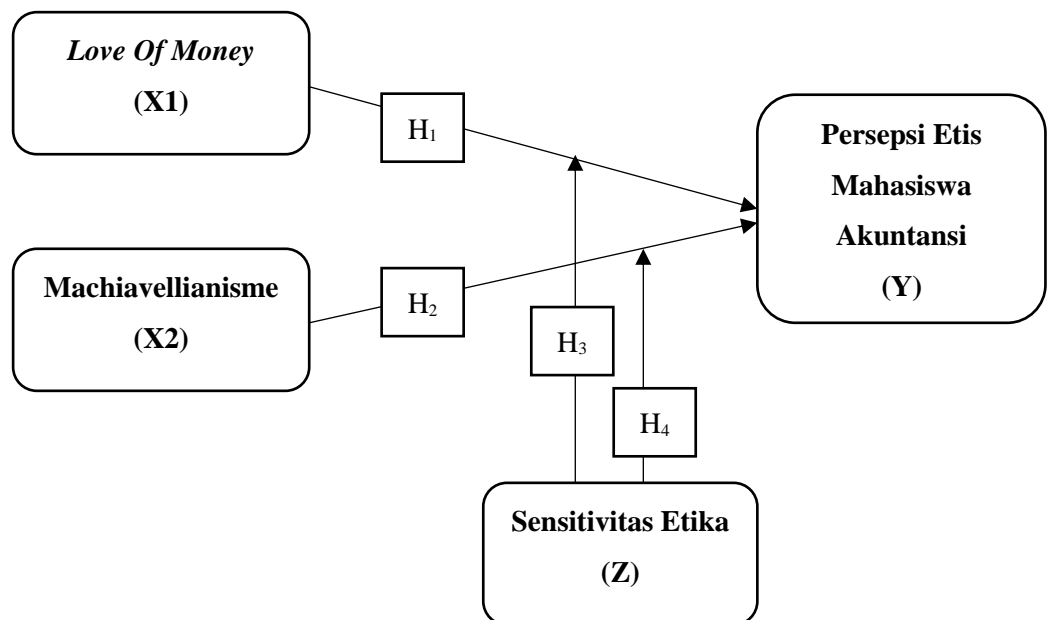 Love Of Money
(X1)
H₁
Persepsi Etis
Mahasiswa
Akuntansi
(Y)
Machiavellianisme
(X2)
H₂
H₃
H₄
Sensitivitas Etika
(Z)